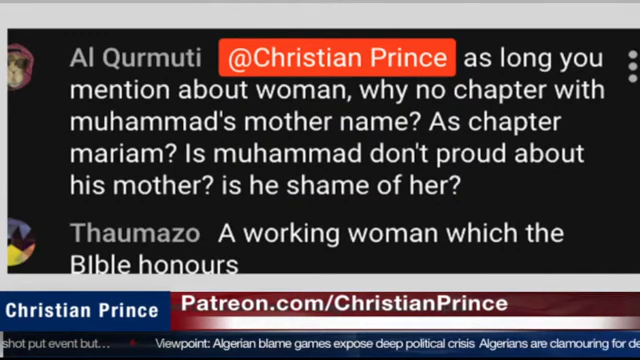 Al Qurmuti @Christian Prince as long you
mention about woman, why no chapter with
muhammad's mother name? As chapter
mariam? Is muhammad don't proud about
his mother? is he shame of her?
Thaumazo A working woman which the
BIble honours
Christian Prince
Patreon.com/ChristianPrince
shot put event but... Viewpoint: Algerian blame games expose deep political crisis Algerians are clamouring for de